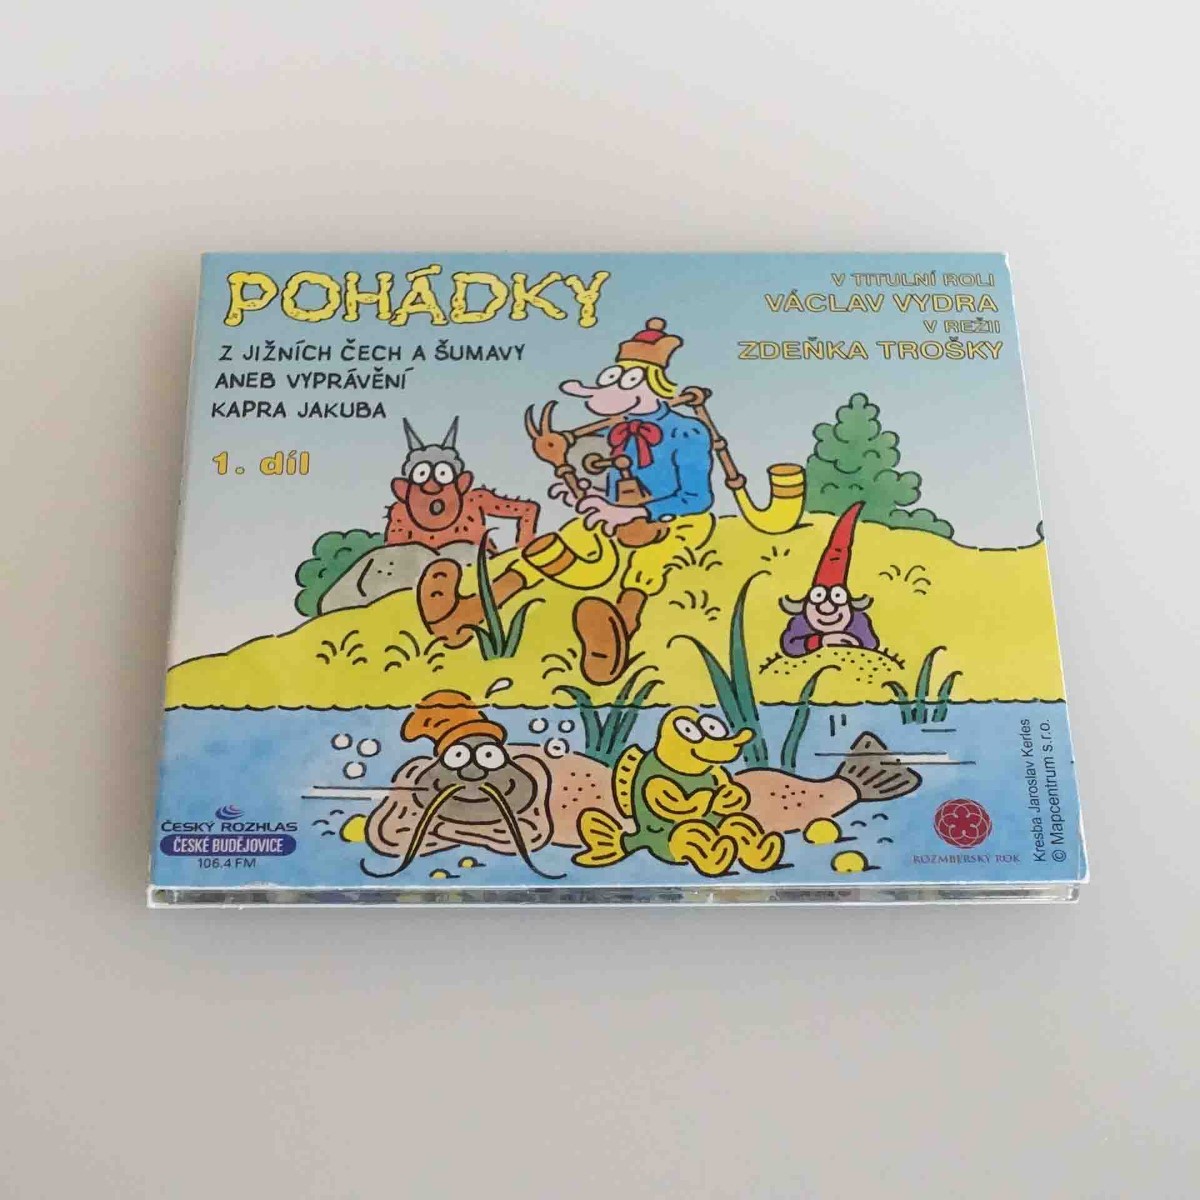 POHÁDKY
Z JIŽNÍCH ČECH A ŠUMAVY
ANEB VYPRÁVĚNÍ
KAPRA JAKUBA
1. díl
V TITULNÍ ROLI
VÁCLAV VYDRA
V REŽII
ZDEŇKA TROŠKY
ČESKÝ ROZHLAS
ČESKÉ BUDĚJOVICE
106.4 FM
ROŽMBERSKÝ ROK
Kresba Jaroslav Kerles
© Mapcentrum s.r.o.